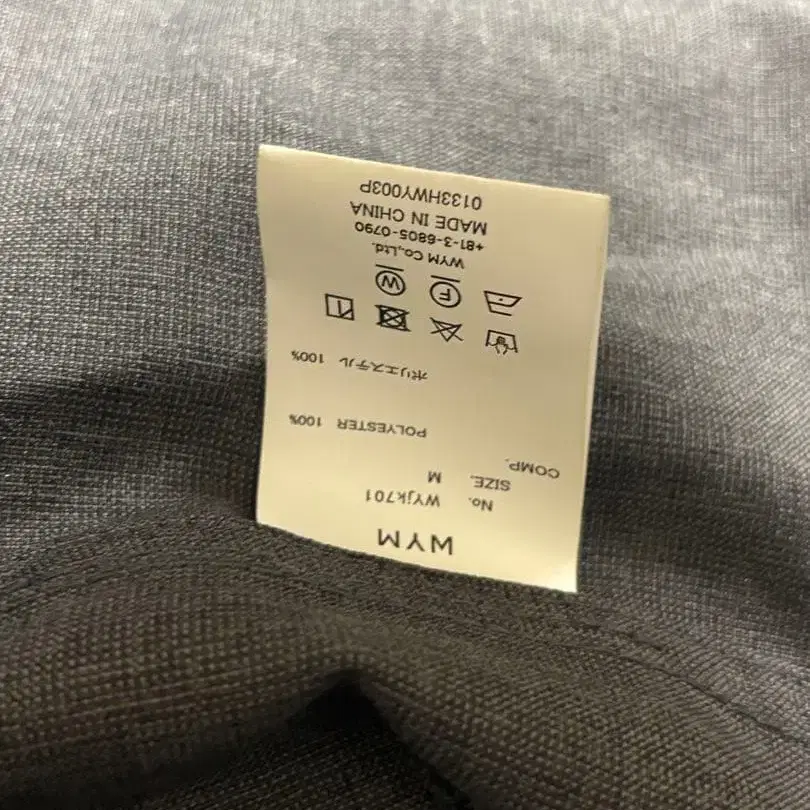 WYM
No. WYjk701
SIZE. M
COMP.
POLYESTER 100%
ポリエステル 100%
F W
WYM Co.,Ltd.
+81-3-6805-0790
MADE IN CHINA
0133HWY003P